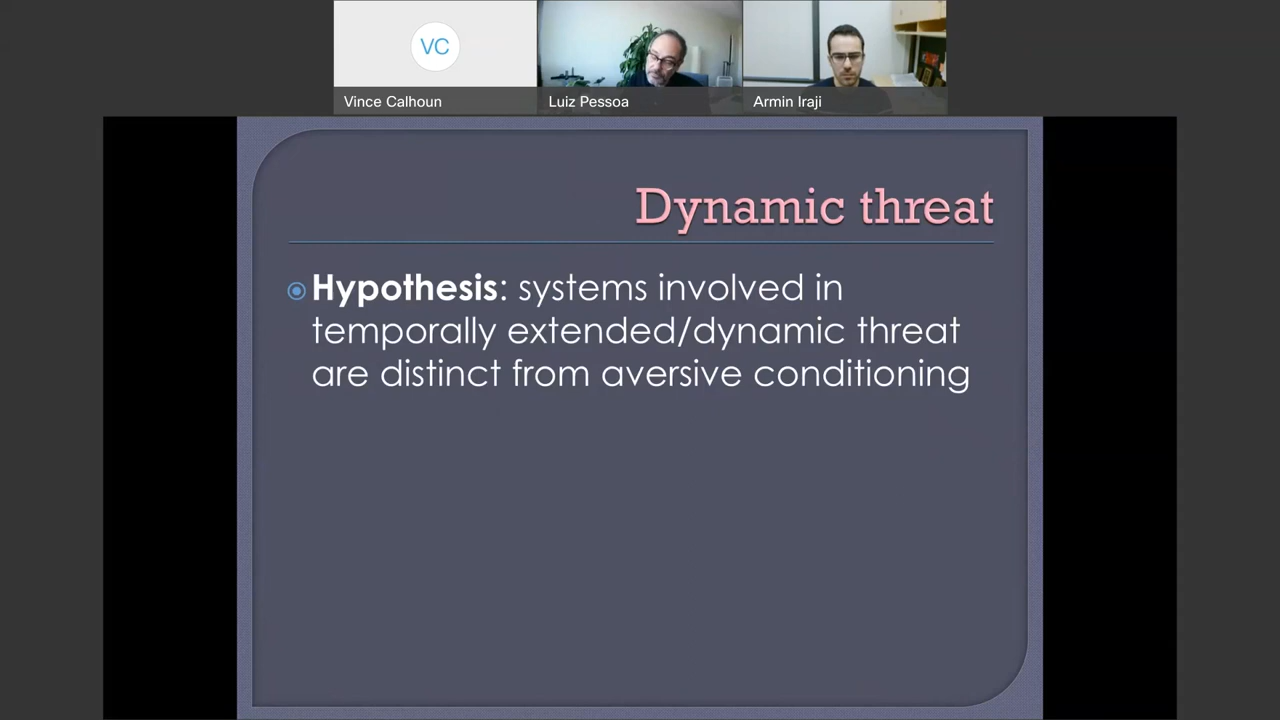 VC
Vince Calhoun
Luiz Pessoa
Armin Iraji
Dynamic threat
Hypothesis: systems involved in
temporally extended/dynamic threat
are distinct from aversive conditioning